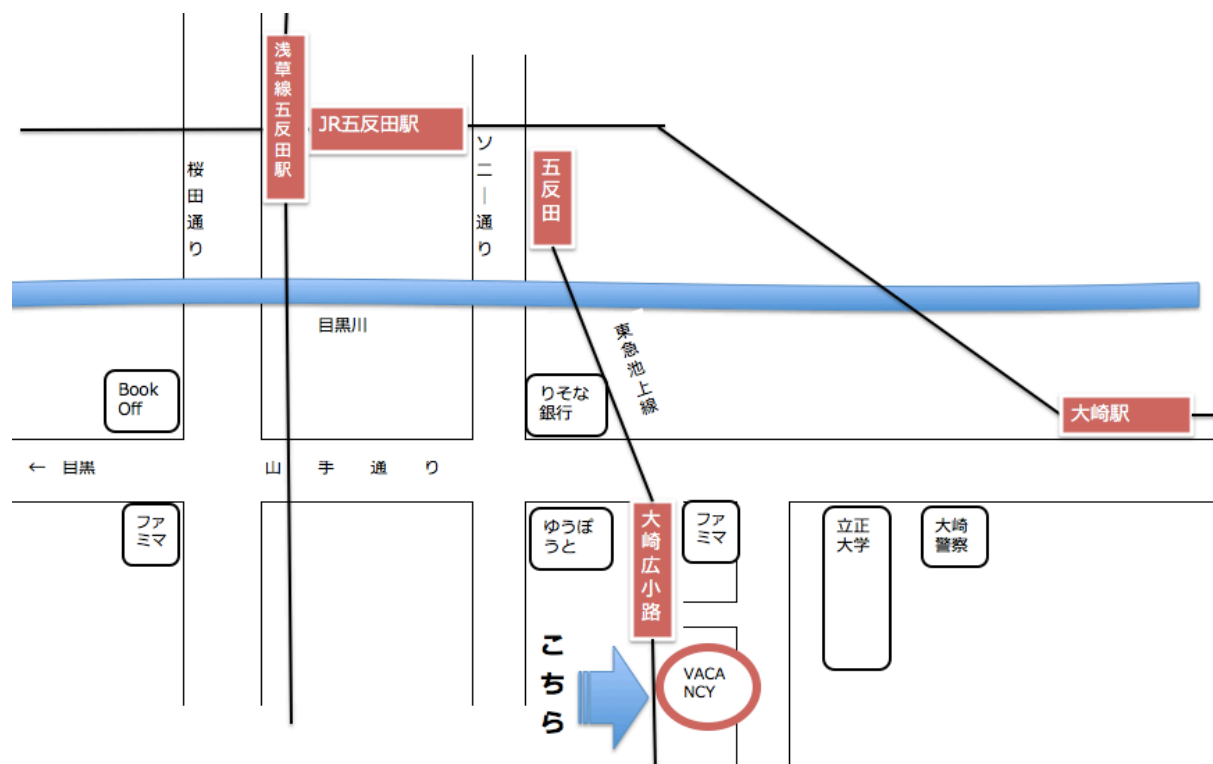 浅草線五反田駅
JR五反田駅
ソニー通り
五反田
桜田通り
目黒川
東急池上線
Book
Off
りそな
銀行
大崎駅
← 目黒
山手通り
ファ
ミマ
ゆうぽ
うと
大崎広小路
ファ
ミマ
立正
大学
大崎
警察
こちら
VACA
NCY